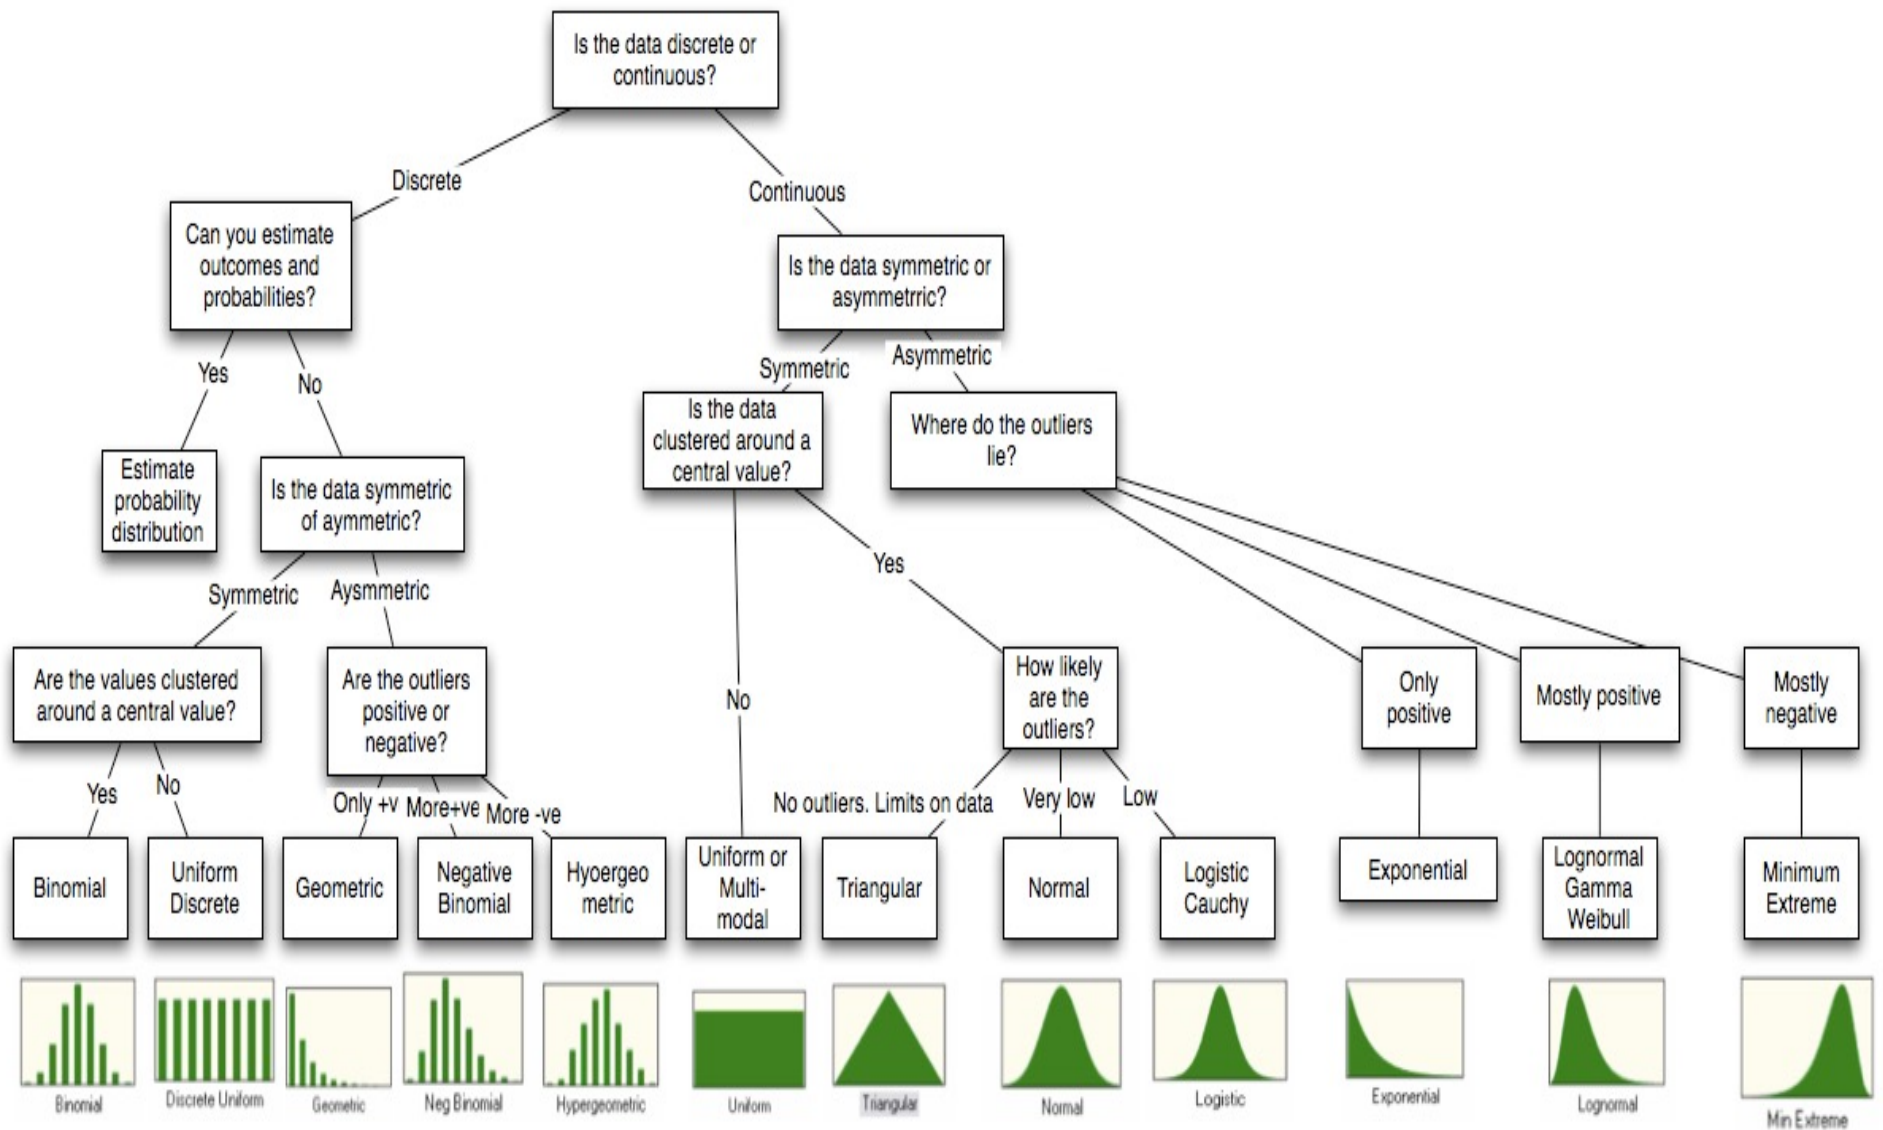 Is the data discrete or
continuous?
Discrete
Continuous
Can you estimate
outcomes and
probabilities?
Is the data symmetric or
asymmetrric?
Yes
No
Symmetric
Asymmetric
Estimate
probability
distribution
Is the data symmetric
of aymmetric?
Is the data
clustered around a
central value?
Where do the outliers
lie?
Symmetric
Aysmmetric
Yes
No
Are the values clustered
around a central value?
Are the outliers
positive or
negative?
How likely
are the
outliers?
Only
positive
Mostly positive
Mostly
negative
Yes
No
Only +v
More+ve
More -ve
No outliers. Limits on data
Very low
Low
Binomial
Uniform
Discrete
Geometric
Negative
Binomial
Hyoergeo
metric
Uniform or
Multi-
modal
Triangular
Normal
Logistic
Cauchy
Exponential
Lognormal
Gamma
Weibull
Minimum
Extreme
Binomial
Discrete Uniform
Geometric
Neg Binomial
Hypergeometric
Uniform
Triangular
Normal
Logistic
Exponential
Lognormal
Min Extreme